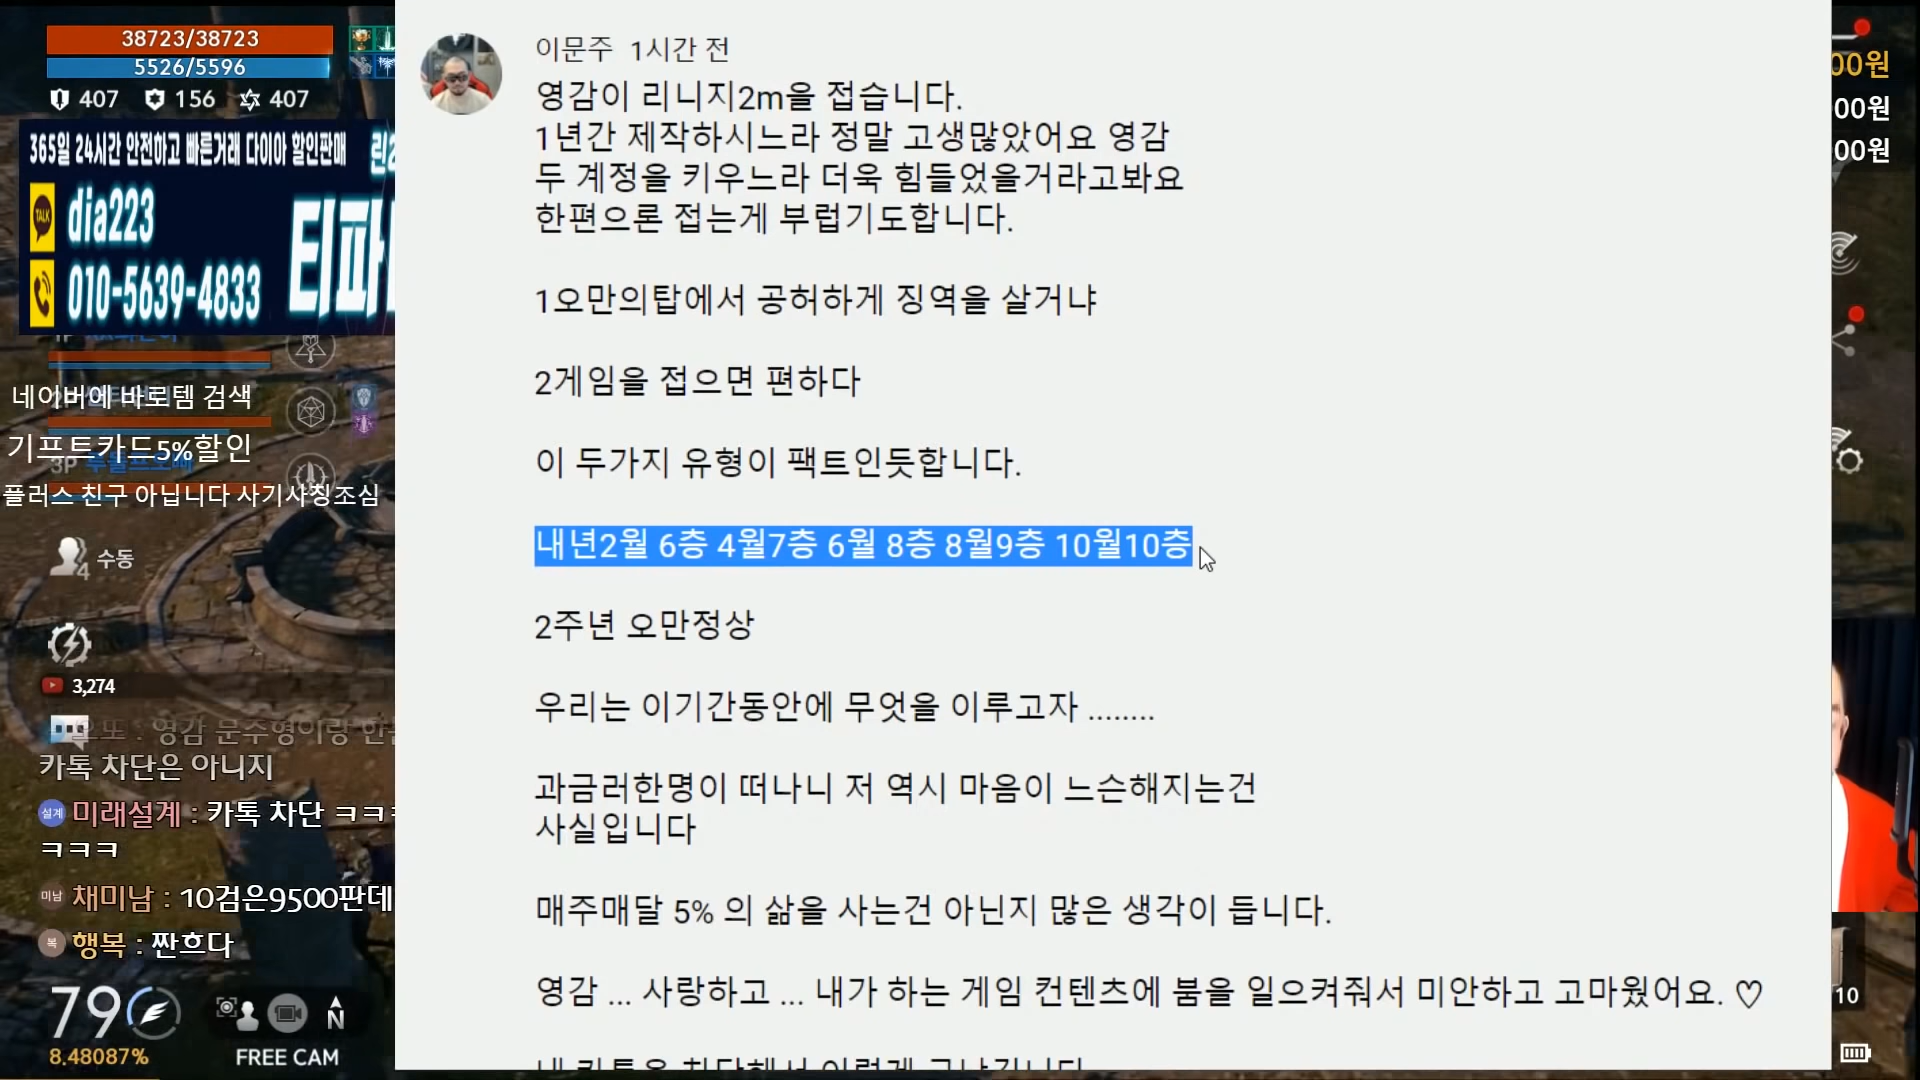 38723/38723
5526/5596
407 156 407
365일 24시간 안전하고 빠른거래 다이아 할인판매
TALK dia223
010-5639-4833
티파
네이버에 바로템 검색
기프트카드5%할인
3P
플러스 친구 아닙니다 사기사칭조심
4 수동
3,274
영감 문주형이랑
카톡 차단은 아니지
설계 미래설계 : 카톡 차단 ㅋㅋ
ㅋㅋㅋ
미남 채미남 : 10검은9500판데
복 행복 : 짠흐다
79
8.48087%
N
FREE CAM
이문주 1시간 전
영감이 리니지2m을 접습니다.
1년간 제작하시느라 정말 고생많았어요 영감
두 계정을 키우느라 더욱 힘들었을거라고봐요
한편으론 접는게 부럽기도합니다.
1오만의탑에서 공허하게 징역을 살거냐
2게임을 접으면 편하다
이 두가지 유형이 팩트인듯합니다.
내년2월 6층 4월7층 6월 8층 8월9층 10월10층
2주년 오만정상
우리는 이기간동안에 무엇을 이루고자 ........
과금러한명이 떠나니 저 역시 마음이 느슨해지는건
사실입니다
매주매달 5% 의 삶을 사는건 아닌지 많은 생각이 듭니다.
영감 ... 사랑하고 ... 내가 하는 게임 컨텐츠에 붐을 일으켜줘서 미안하고 고마웠어요. ♡
00원
00원
00원
10